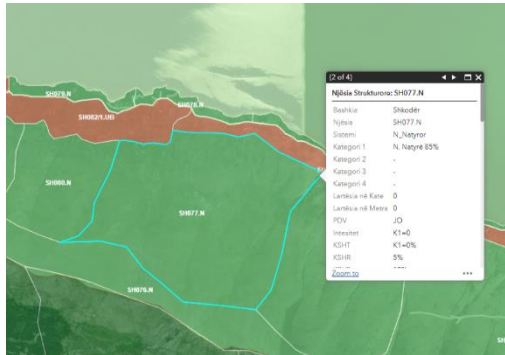 (2 of 4)
Njësia Strukturora: SH077.N
Bashkia Shkodër
Njësia SH077.N
Sistemi N_Natyror
Kategori 1 N. Natyrë 85%
Kategori 2 -
Kategori 3 -
Kategori 4 -
Lartësia në Kate 0
Lartësia në Metra 0
PDV JO
Intesitet K1=0
KSHT K1=0%
KSHR 5%
Zoom to
SH079.N
SH078.N
SH082/1.UB
SH080.N
SH077.N
SH076.N